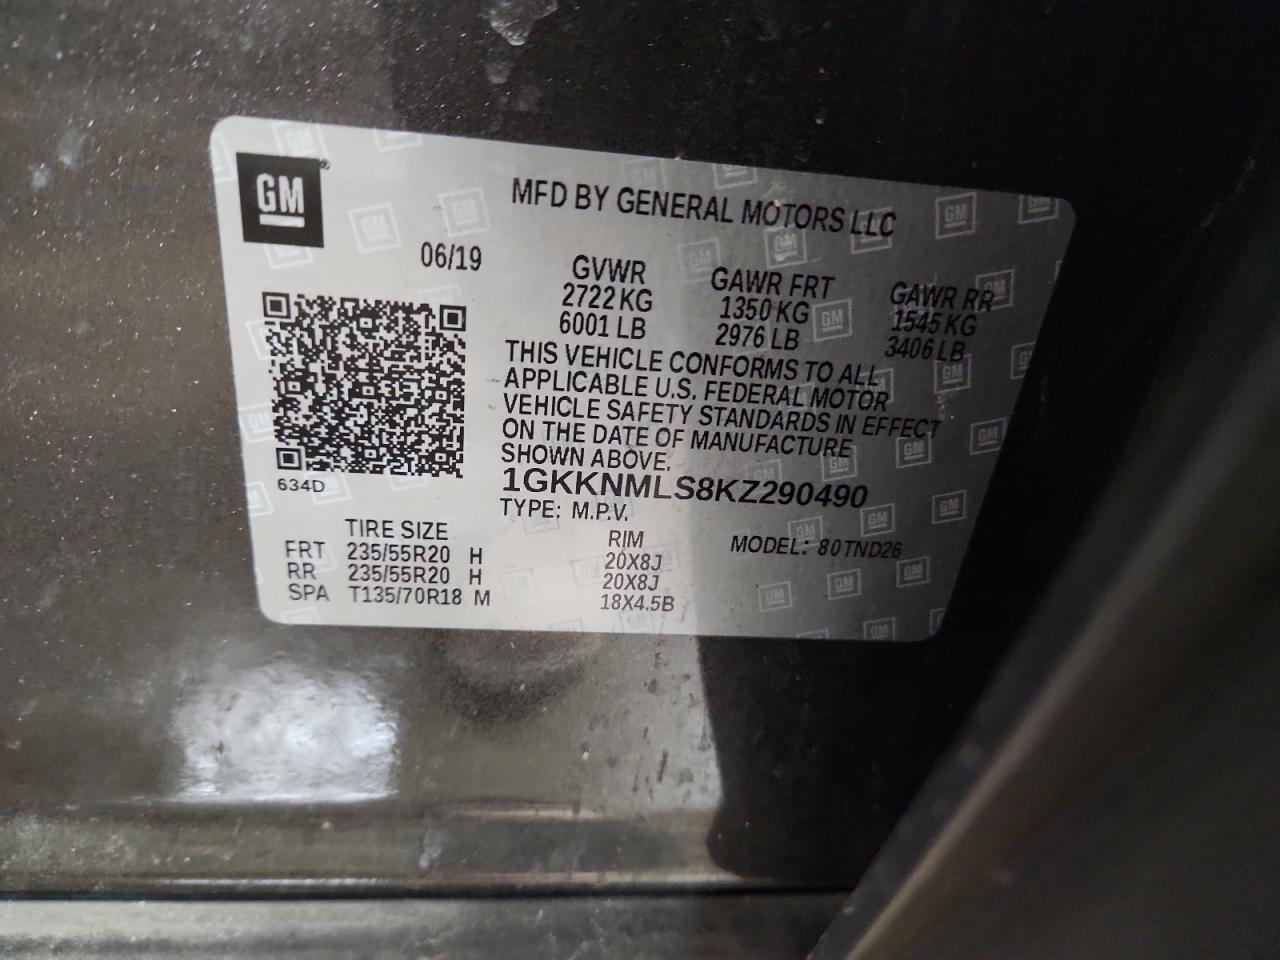 GM
MFD BY GENERAL MOTORS LLC
06/19
GVWR GAWR FRT GAWR RR
2722 KG 1350 KG 1545 KG
6001 LB 2976 LB 3406 LB
THIS VEHICLE CONFORMS TO ALL
APPLICABLE U.S. FEDERAL MOTOR
VEHICLE SAFETY STANDARDS IN EFFECT
ON THE DATE OF MANUFACTURE
SHOWN ABOVE.
634D
1GKKNMLS8KZ290490
TYPE: M.P.V.
TIRE SIZE RIM MODEL: 80TND26
FRT 235/55R20 H 20X8J
RR 235/55R20 H 20X8J
SPA T135/70R18 M 18X4.5B